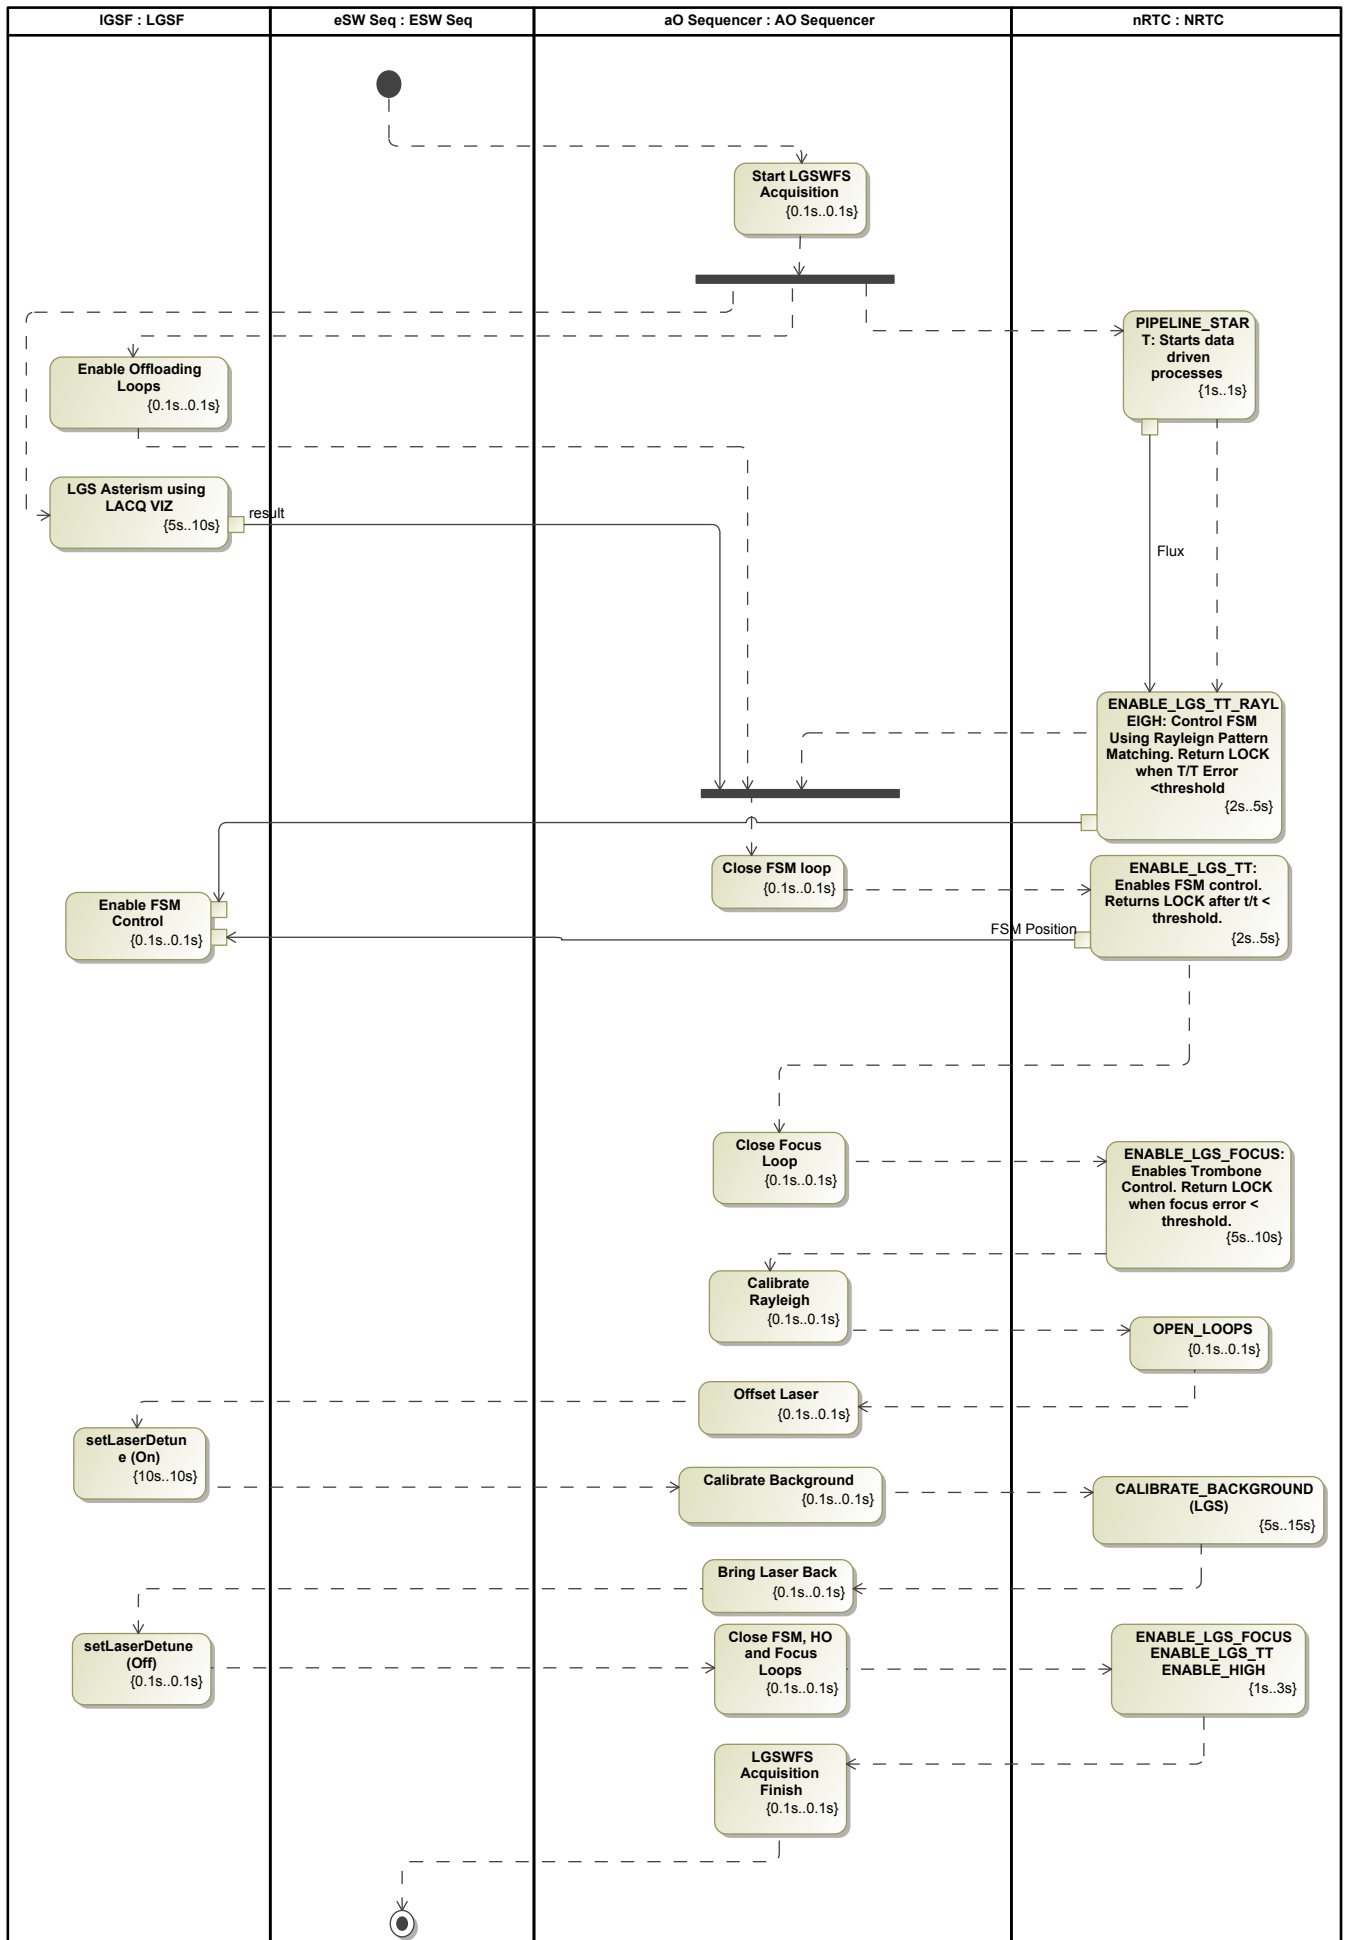 lGSF : LGSF
eSW Seq : ESW Seq
aO Sequencer : AO Sequencer
nRTC : NRTC
Start LGSWFS
Acquisition
{0.1s..0.1s}
PIPELINE_STAR
T: Starts data
driven
processes
{1s..1s}
Enable Offloading
Loops
{0.1s..0.1s}
LGS Asterism using
LACQ VIZ
{5s..10s}
result
Flux
ENABLE_LGS_TT_RAYL
EIGH: Control FSM
Using Rayleign Pattern
Matching. Return LOCK
when T/T Error
<threshold
{2s..5s}
Close FSM loop
{0.1s..0.1s}
ENABLE_LGS_TT:
Enables FSM control.
Returns LOCK after t/t <
threshold.
{2s..5s}
Enable FSM
Control
{0.1s..0.1s}
FSM Position
Close Focus
Loop
{0.1s..0.1s}
ENABLE_LGS_FOCUS:
Enables Trombone
Control. Return LOCK
when focus error <
threshold.
{5s..10s}
Calibrate
Rayleigh
{0.1s..0.1s}
OPEN_LOOPS
{0.1s..0.1s}
Offset Laser
{0.1s..0.1s}
setLaserDetun
e (On)
{10s..10s}
Calibrate Background
{0.1s..0.1s}
CALIBRATE_BACKGROUND
(LGS)
{5s..15s}
Bring Laser Back
{0.1s..0.1s}
setLaserDetune
(Off)
{0.1s..0.1s}
Close FSM, HO
and Focus
Loops
{0.1s..0.1s}
ENABLE_LGS_FOCUS
ENABLE_LGS_TT
ENABLE_HIGH
{1s..3s}
LGSWFS
Acquisition
Finish
{0.1s..0.1s}